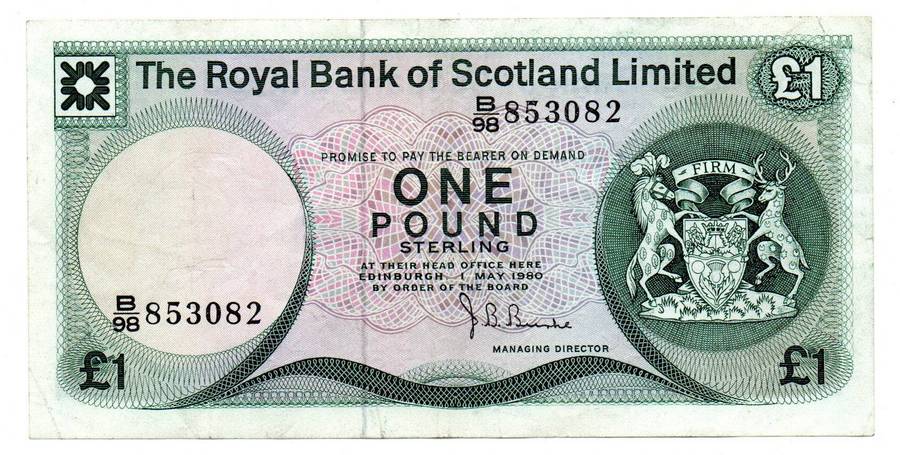 The Royal Bank of Scotland Limited
£1
B/98 853082
FIRM
PROMISE TO PAY THE BEARER ON DEMAND
ONE
POUND
STERLING
AT THEIR HEAD OFFICE HERE
EDINBURGH 1 MAY 1980
BY ORDER OF THE BOARD
B/98 853082
J.B. Burke
MANAGING DIRECTOR
£1
£1